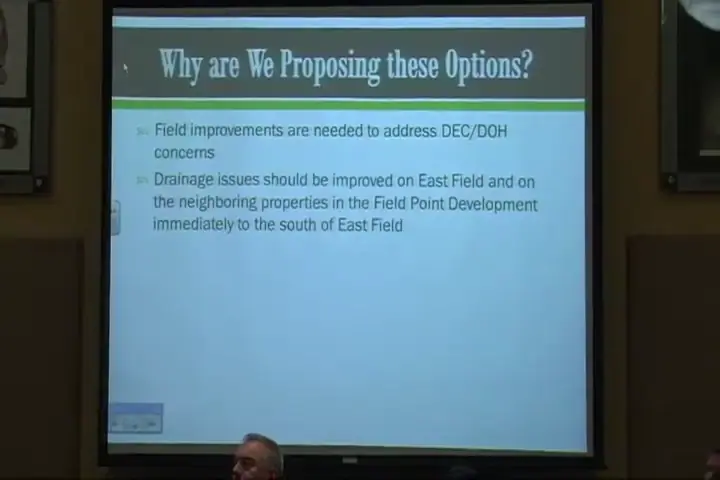 Why are We Proposing these Options?
Field improvements are needed to address DEC/DOH
concerns
Drainage issues should be improved on East Field and on
the neighboring properties in the Field Point Development
immediately to the south of East Field